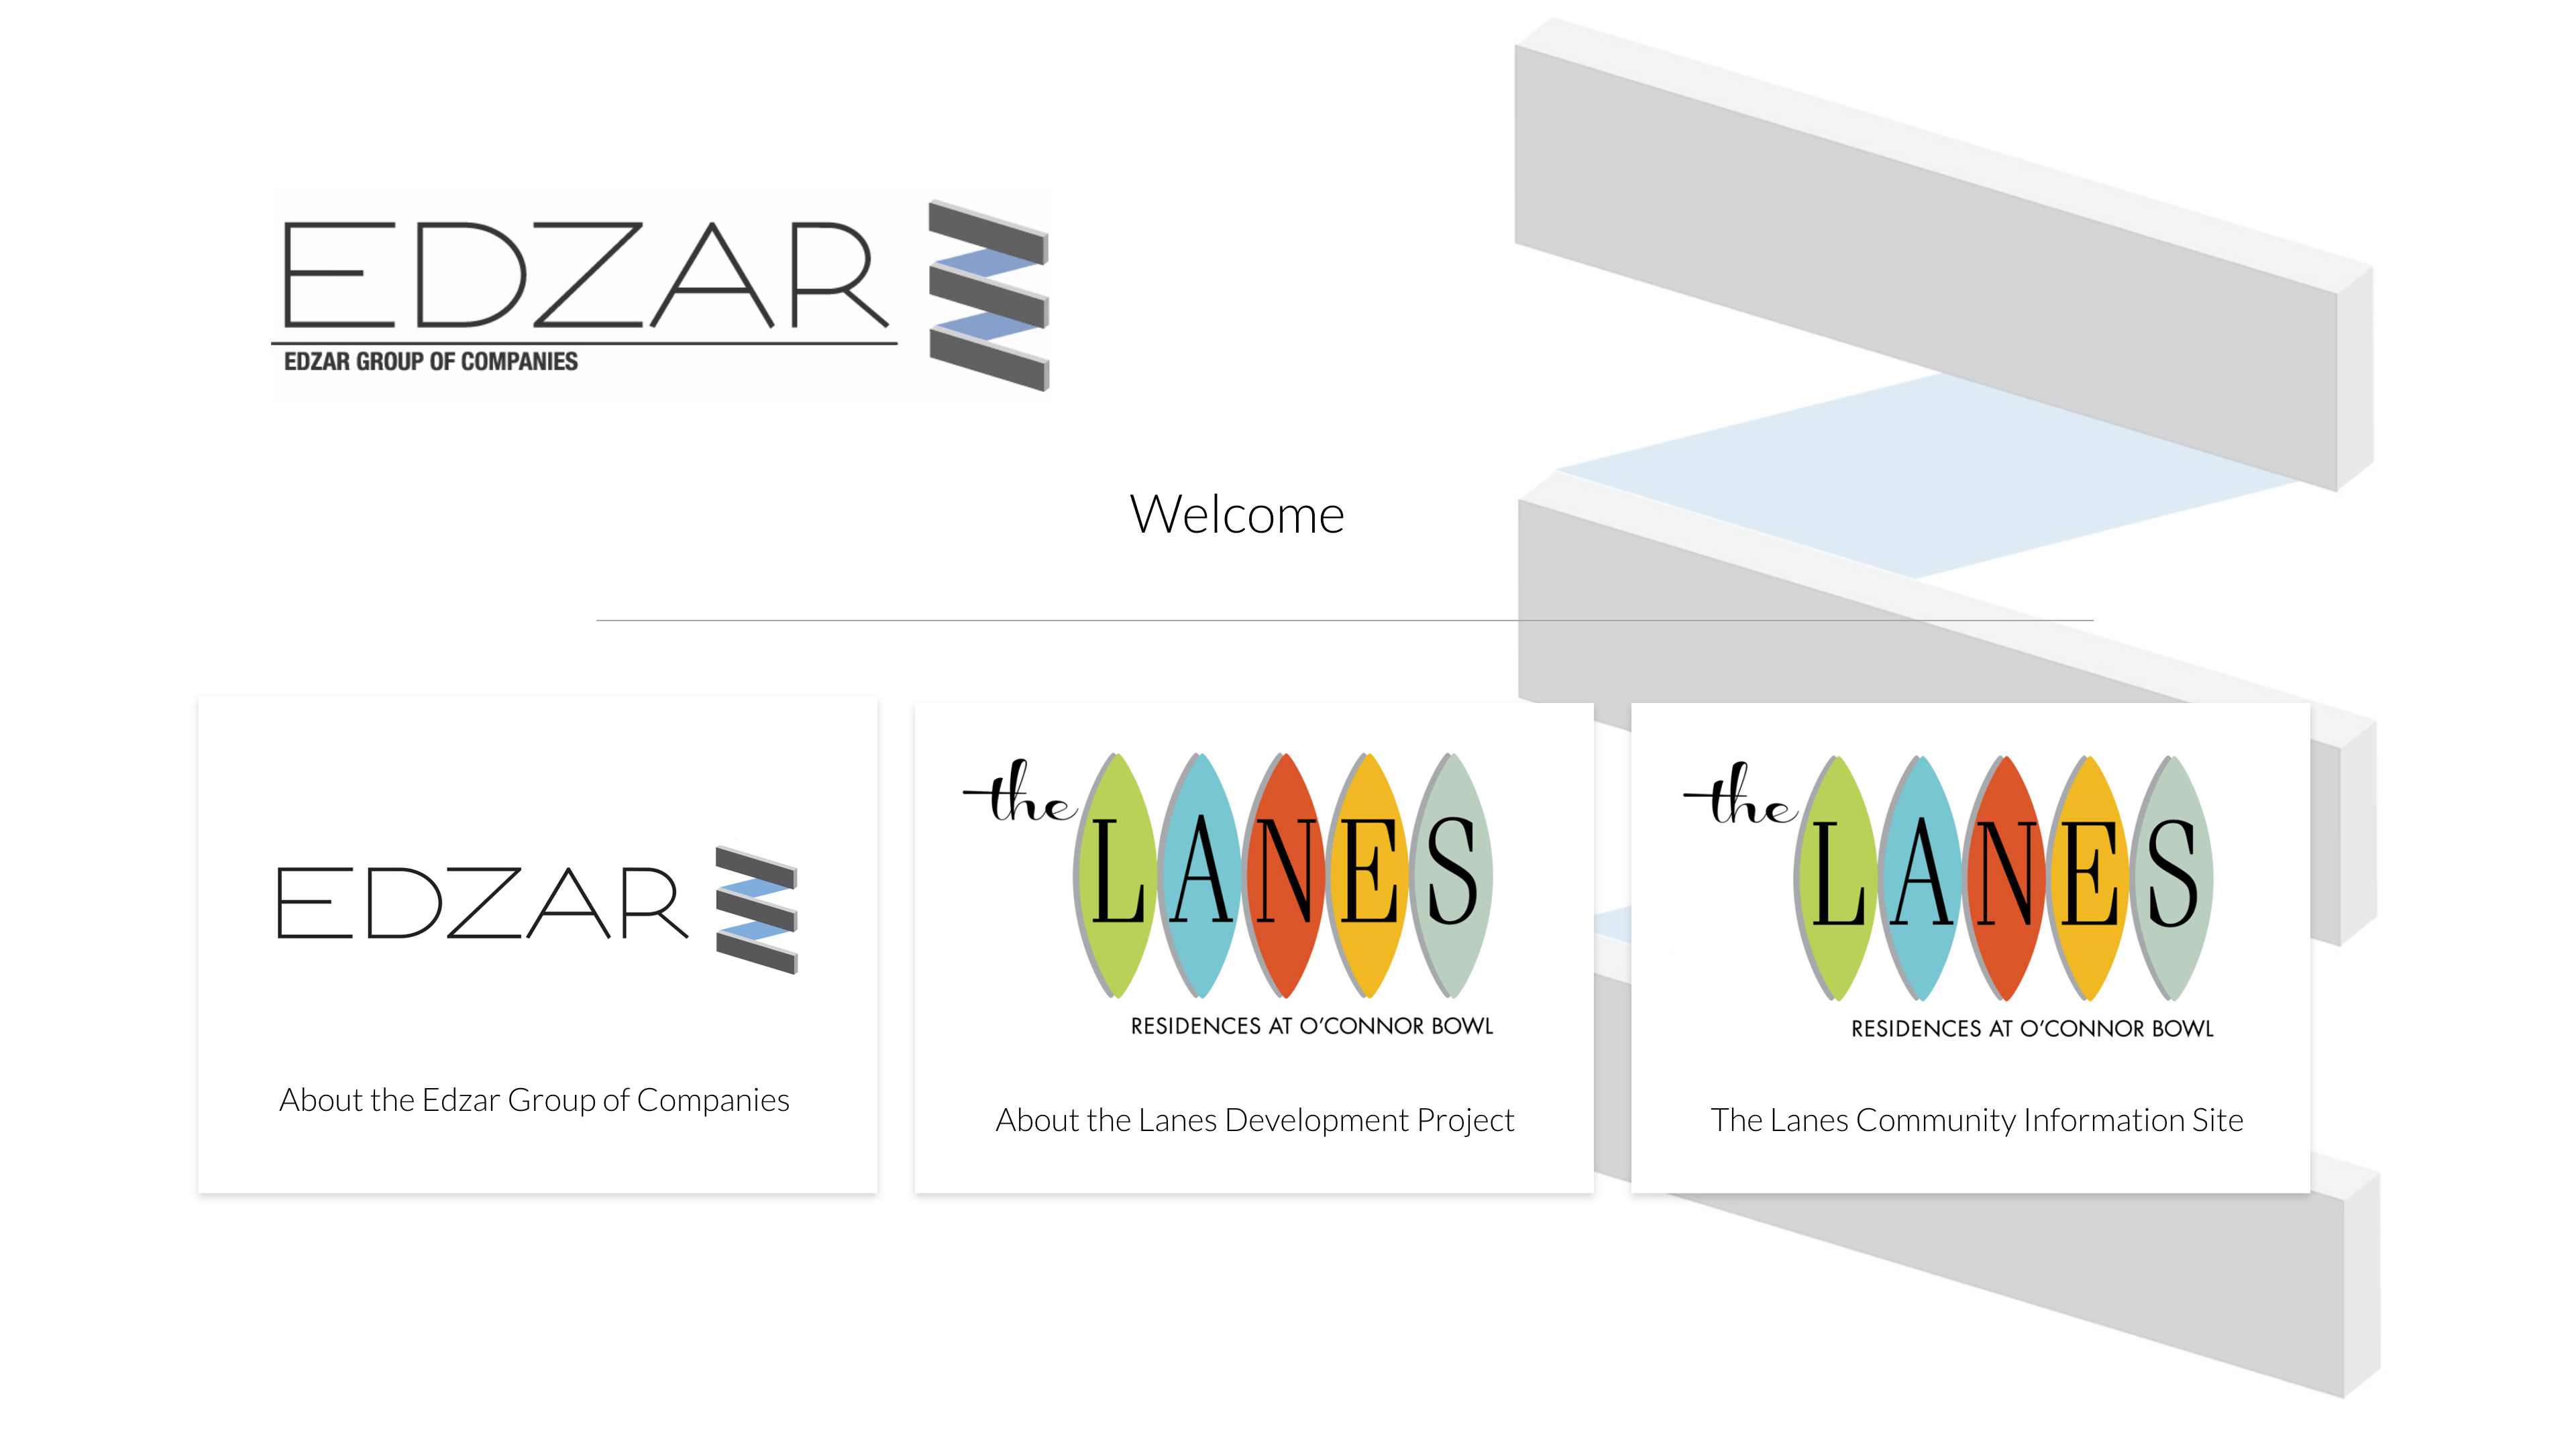 EDZAR
EDZAR GROUP OF COMPANIES
Welcome
EDZAR
About the Edzar Group of Companies
the LANES
RESIDENCES AT O'CONNOR BOWL
About the Lanes Development Project
the LANES
RESIDENCES AT O'CONNOR BOWL
The Lanes Community Information Site